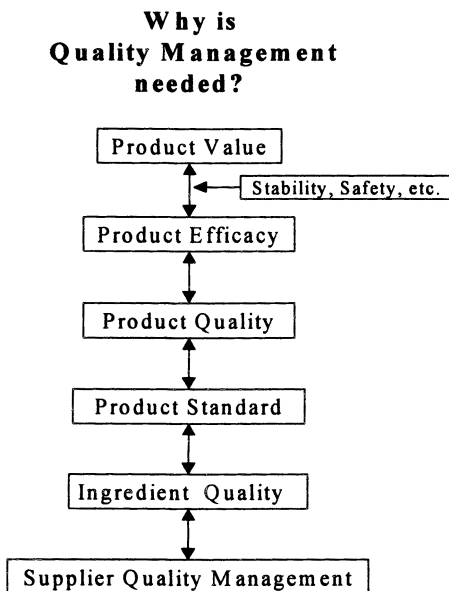 Why is
Quality Management
needed?
Product Value
Stability, Safety, etc.
Product Efficacy
Product Quality
Product Standard
Ingredient Quality
Supplier Quality Management